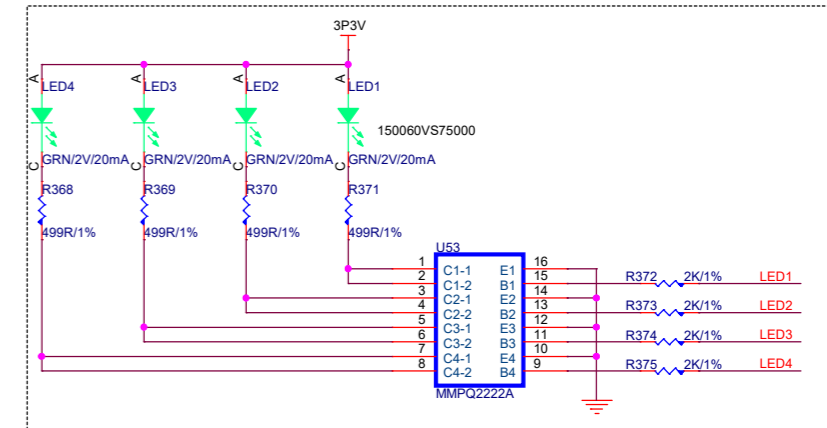 3P3V
A A A A
LED4 LED3 LED2 LED1
150060VS75000
C C C C
GRN/2V/20mA GRN/2V/20mA GRN/2V/20mA GRN/2V/20mA
R368 R369 R370 R371
499R/1% 499R/1% 499R/1% 499R/1%
U53
1 C1-1 E1 16
2 C1-2 B1 15 R372 2K/1% LED1
3 C2-1 E2 14
4 C2-2 B2 13 R373 2K/1% LED2
5 C3-1 E3 12
6 C3-2 B3 11 R374 2K/1% LED3
7 C4-1 E4 10
8 C4-2 B4 9 R375 2K/1% LED4
MMPQ2222A